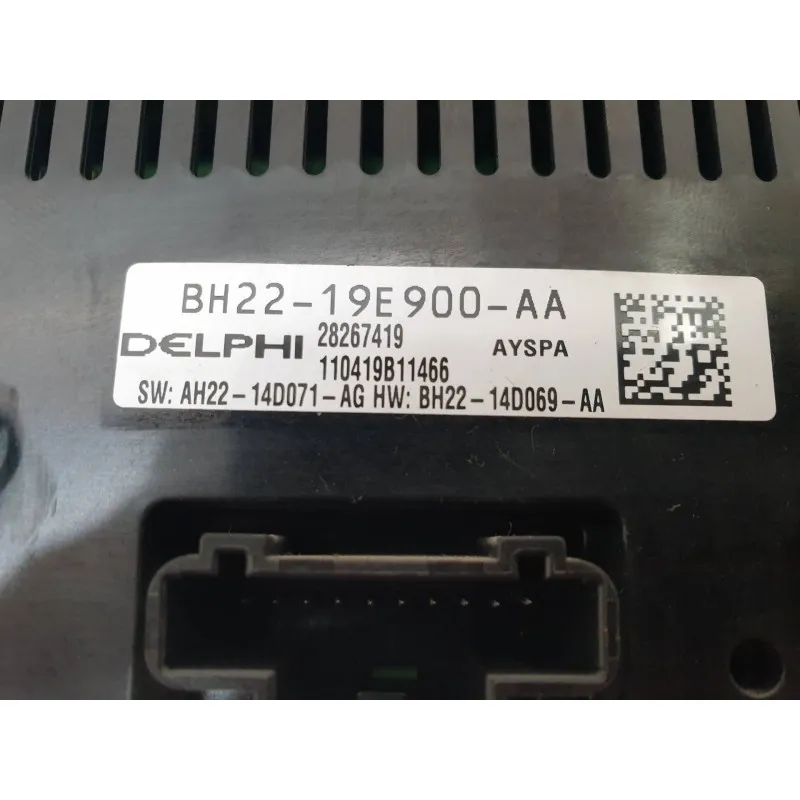 BH22-19E900-AA
DELPHI 28267419 AYSPA
110419B11466
SW: AH22-14D071-AG HW: BH22-14D069-AA